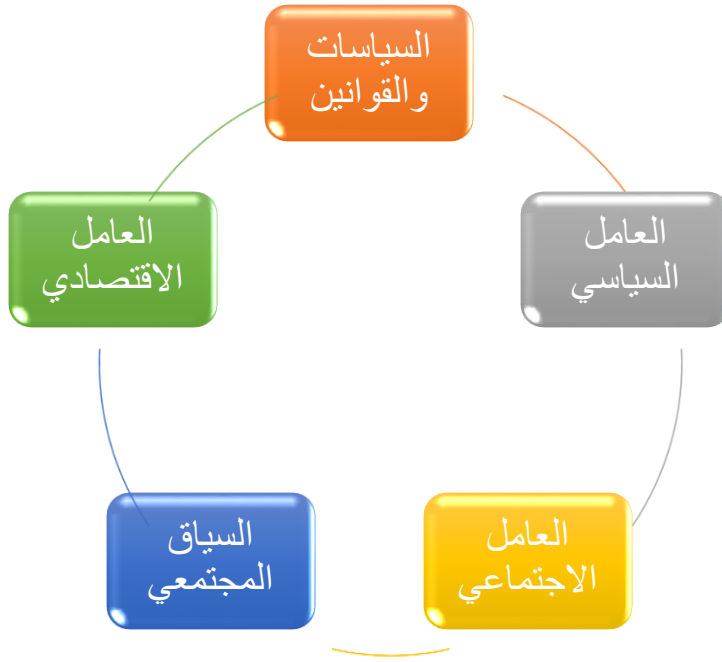 السياسات
والقوانين
العامل
السياسي
العامل
الاجتماعي
السياق
المجتمعي
العامل
الاقتصادي